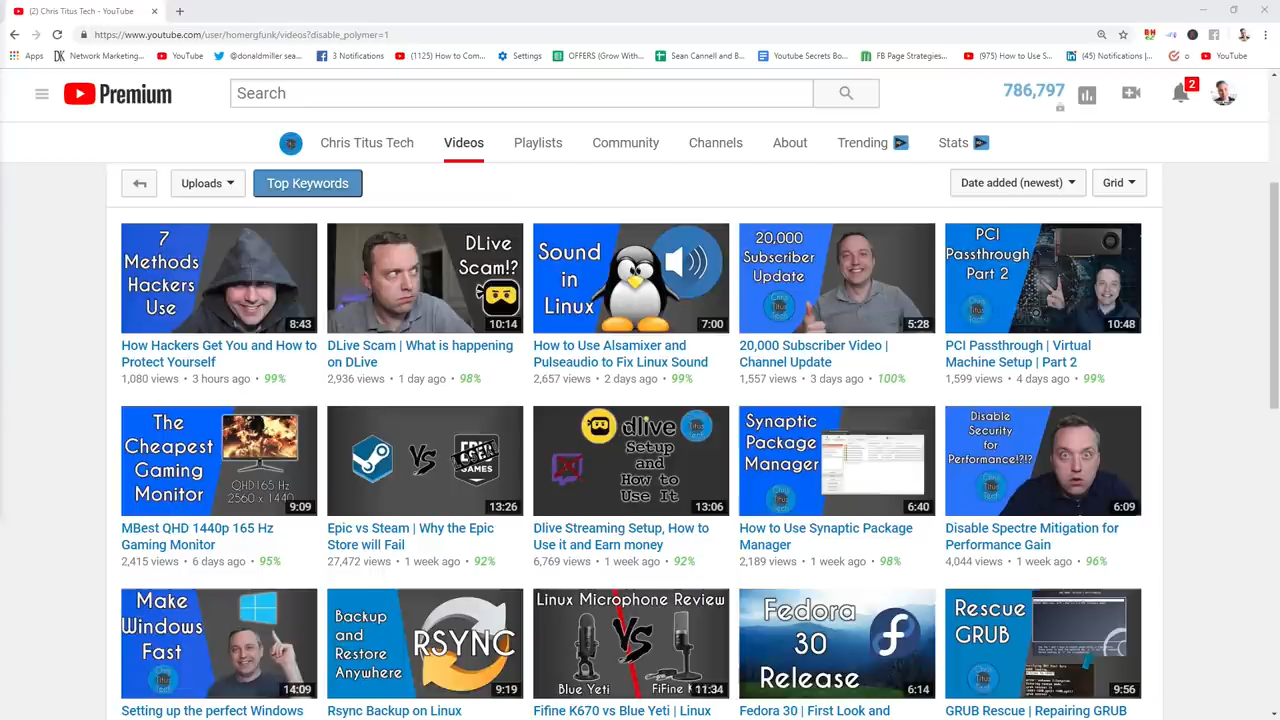 (2) Chris Titus Tech - YouTube
https://www.youtube.com/user/homergfunk/videos?disable_polymer=1
Apps Network Marketing... YouTube @donaldmiller sea... 3 Notifications (1125) How to Com... Settings OFFERS (Grow With... Sean Cannell and B... Youtube Secrets Bo... FB Page Strategies... (975) How to Use S... (45) Notifications |... o YouTube
Premium Search 786,797 2
Chris Titus Tech Videos Playlists Community Channels About Trending Stats
Uploads Top Keywords Date added (newest) Grid
7
Methods
Hackers
Use
8:43
DLive
Scam!?
10:14
Sound
in
Linux
7:00
20,000
Subscriber
Update
5:28
PCI
Passthrough
Part 2
10:48
How Hackers Get You and How to
Protect Yourself
1,080 views • 3 hours ago • 99%
DLive Scam | What is happening
on DLive
2,936 views • 1 day ago • 98%
How to Use Alsamixer and
Pulseaudio to Fix Linux Sound
2,657 views • 2 days ago • 99%
20,000 Subscriber Video |
Channel Update
1,557 views • 3 days ago • 100%
PCI Passthrough | Virtual
Machine Setup | Part 2
1,599 views • 4 days ago • 99%
The
Cheapest
Gaming
Monitor
QHD165 Hz
2560 x 1440
9:09
VS
EPIC
GAMES
13:26
dlive
Setup
and
How to
Use It
13:06
Synaptic
Package
Manager
6:40
Disable
Security
for
Performance!?!?
6:09
MBest QHD 1440p 165 Hz
Gaming Monitor
2,415 views • 6 days ago • 95%
Epic vs Steam | Why the Epic
Store will Fail
27,472 views • 1 week ago • 92%
Dlive Streaming Setup, How to
Use it and Earn money
6,769 views • 1 week ago • 92%
How to Use Synaptic Package
Manager
2,189 views • 1 week ago • 98%
Disable Spectre Mitigation for
Performance Gain
4,044 views • 1 week ago • 96%
Make
Windows
Fast
14:09
Backup
and
Restore
Anywhere
RSYNC
9:19
Linux Microphone Review
VS
Blue Yeti
FiFine
11:34
Fedora
30
Release
6:14
Rescue
GRUB
9:56
Setting up the perfect Windows
rsync backup on Linux
Fifine K670 vs Blue Yeti | Linux
Fedora 30 | First Look and
GRUB Rescue | Repairing GRUB